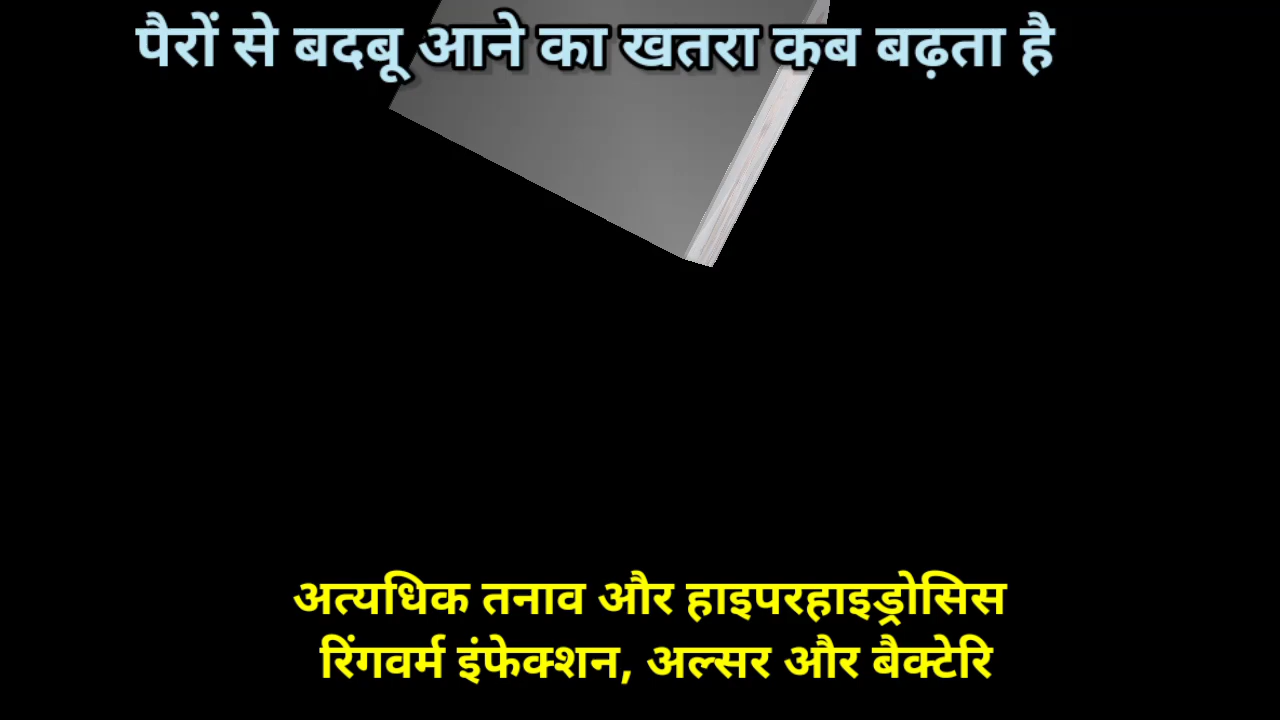 पैरों से बदबू आने का खतरा कब बढ़ता है
अत्यधिक तनाव और हाइपरहाइड्रोसिस
रिंगवर्म इंफेक्शन, अल्सर और बैक्टेरि